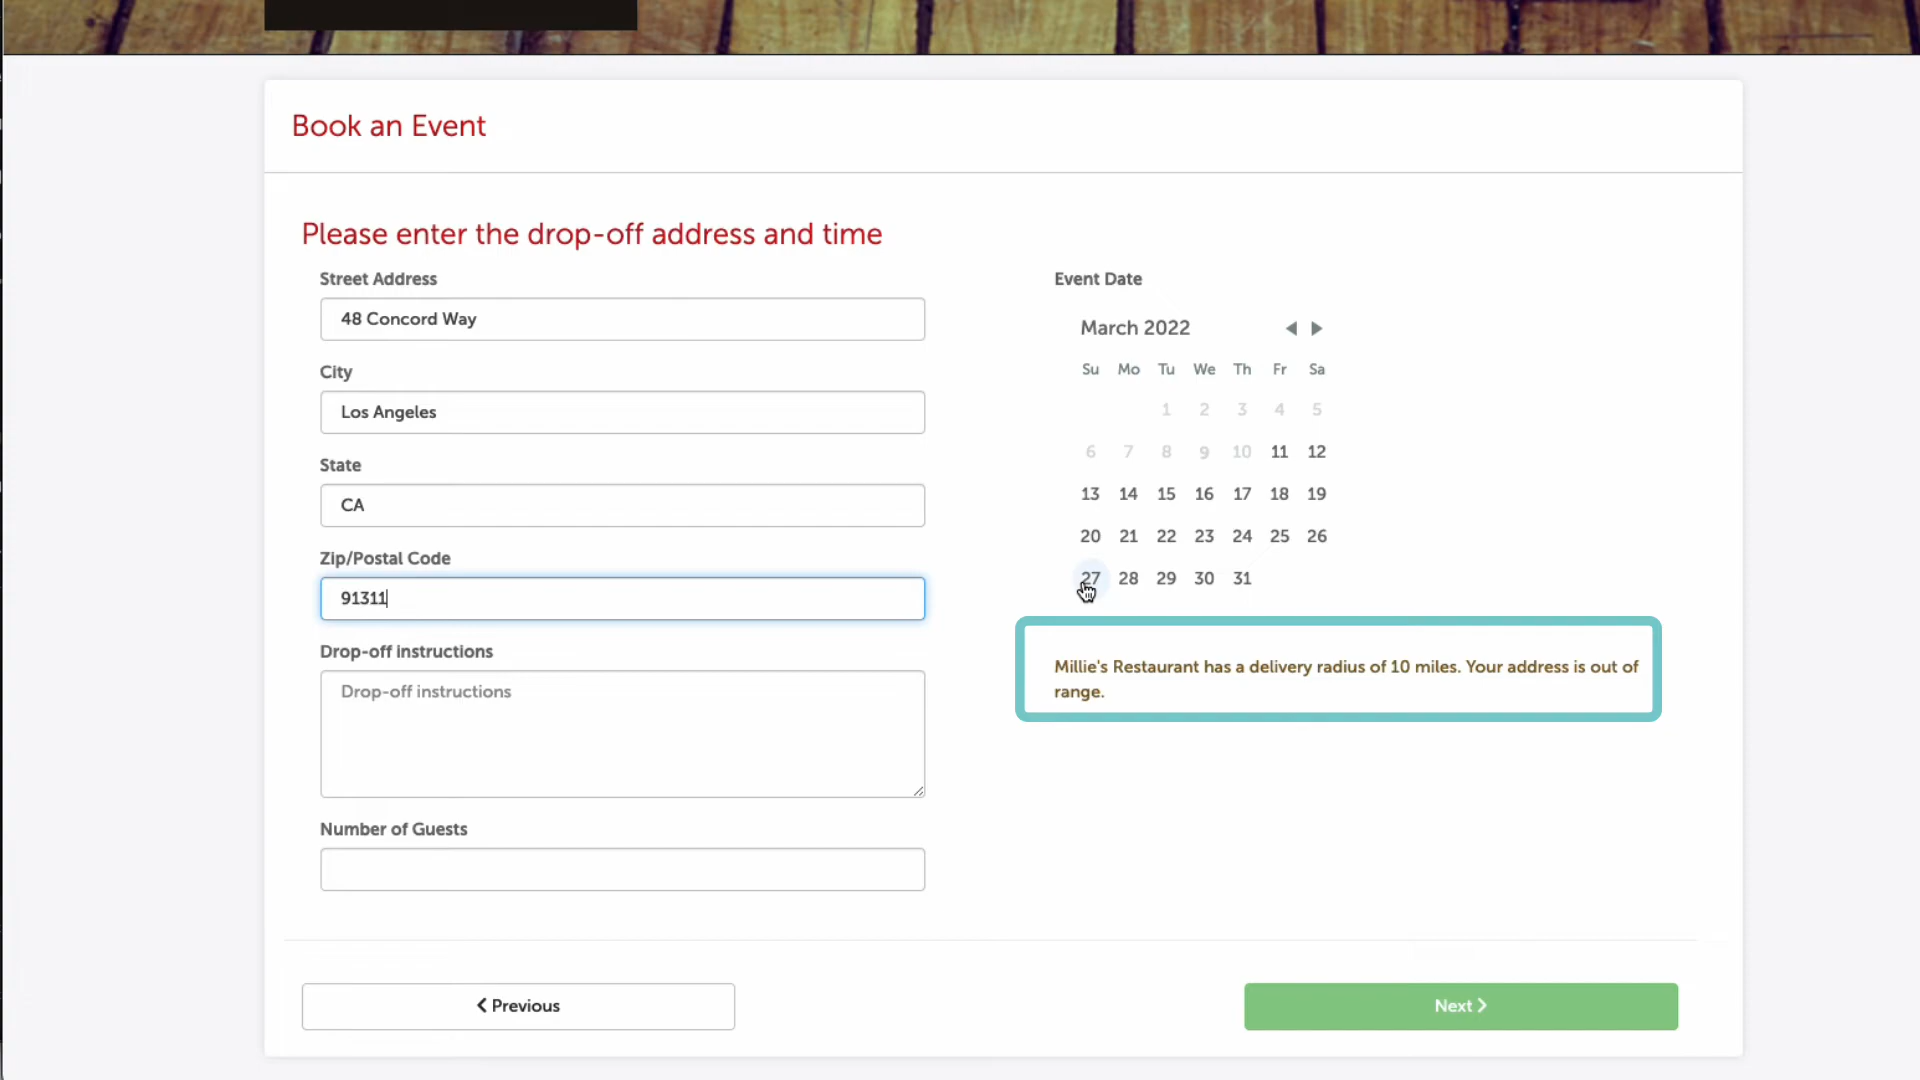 Book an Event
Please enter the drop-off address and time
Street Address
48 Concord Way
City
Los Angeles
State
CA
Zip/Postal Code
91311
Drop-off instructions
Drop-off instructions
Number of Guests
Event Date
March 2022
Su Mo Tu We Th Fr Sa
1 2 3 4 5
6 7 8 9 10 11 12
13 14 15 16 17 18 19
20 21 22 23 24 25 26
27 28 29 30 31
Millie's Restaurant has a delivery radius of 10 miles. Your address is out of
range.
Previous
Next